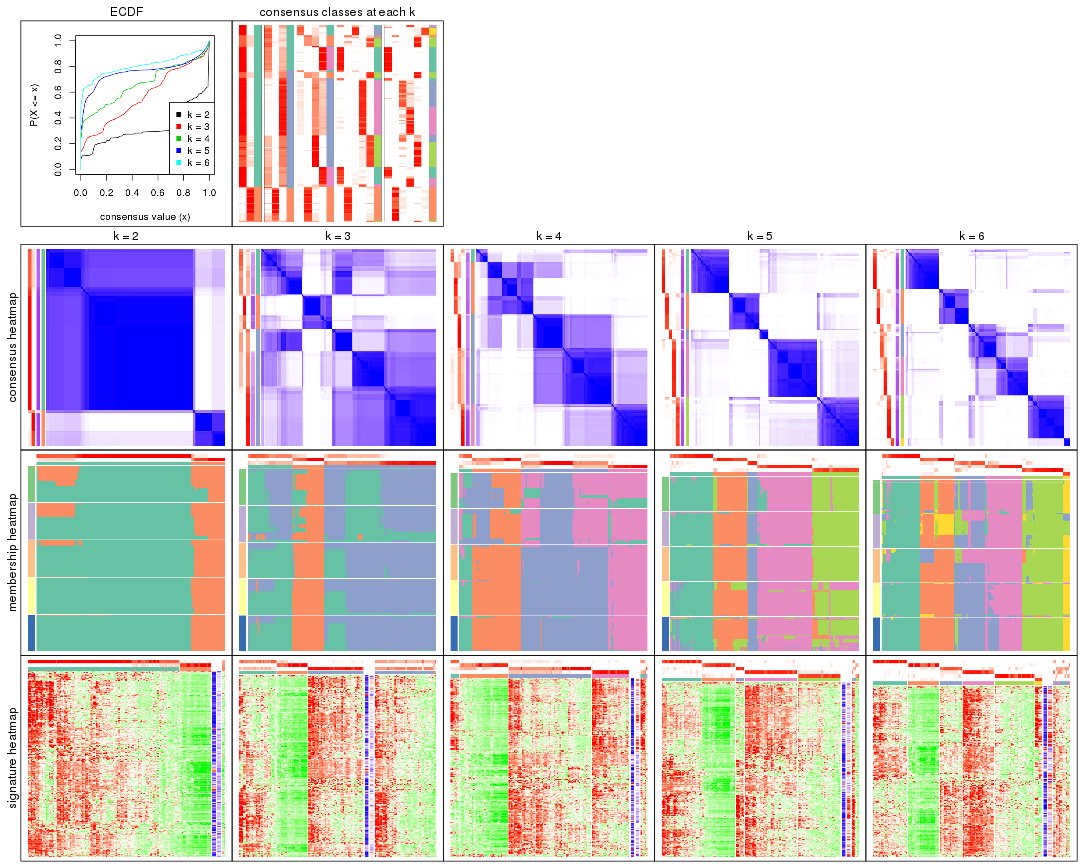 ECDF
consensus classes at each k
P(X <= x)
0.0 0.2 0.4 0.6 0.8 1.0
k = 2
k = 3
k = 4
k = 5
k = 6
0.0 0.2 0.4 0.6 0.8 1.0
consensus value (x)
k = 2
k = 3
k = 4
k = 5
k = 6
consensus heatmap
membership heatmap
signature heatmap